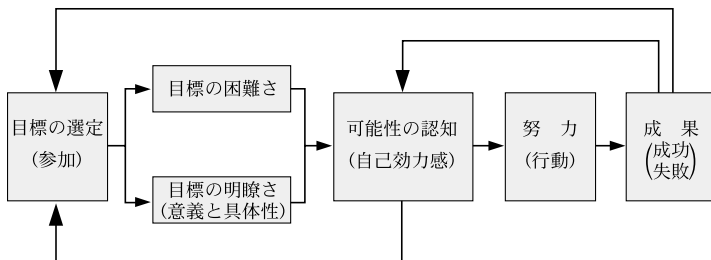 目標の選定
(参加)
目標の困難さ
目標の明瞭さ
(意義と具体性)
可能性の認知
(自己効力感)
努 力
(行動)
成 果
(成功
失敗)